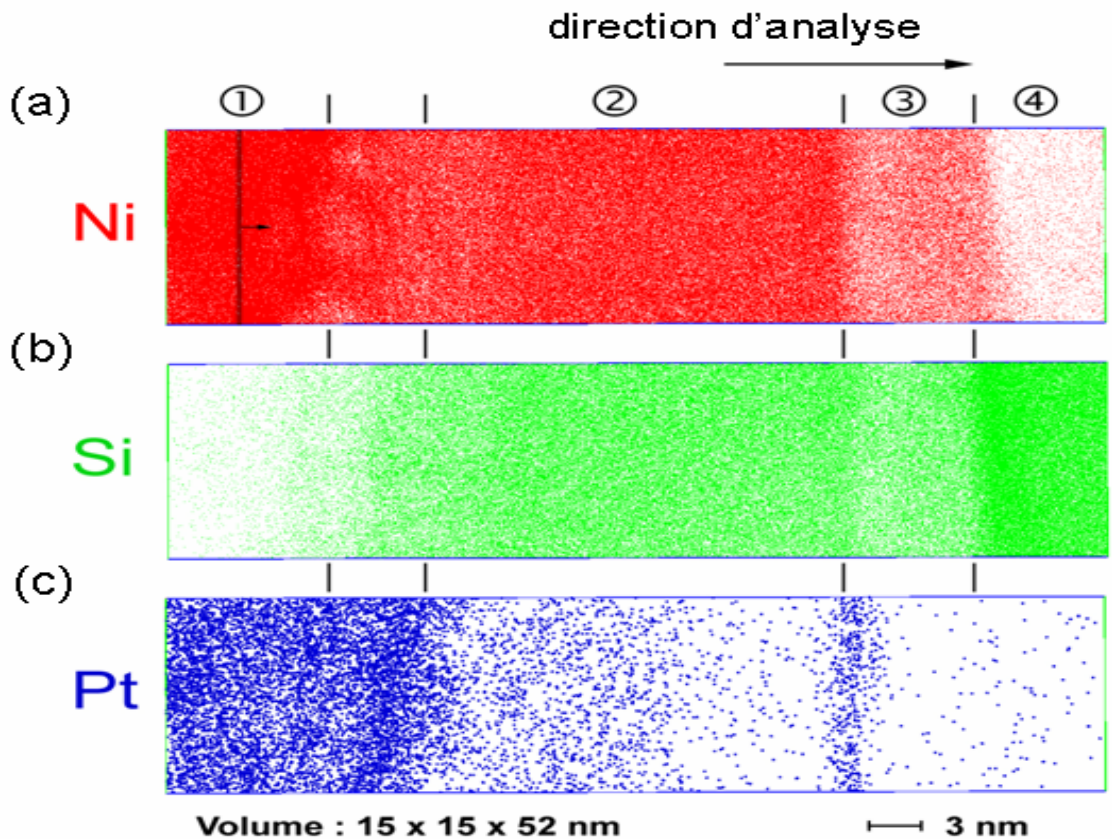 direction d'analyse
(a) ① ② ③ ④
Ni
(b)
Si
(c)
Pt
Volume : 15 x 15 x 52 nm 3 nm